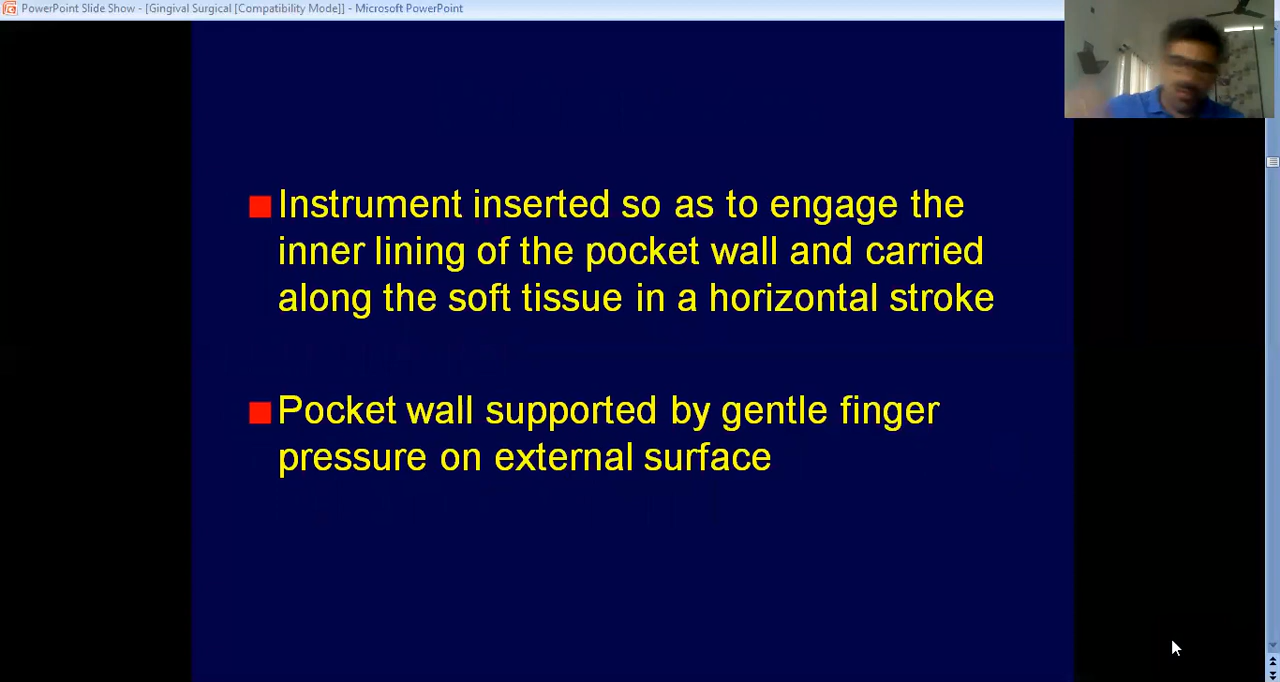 PowerPoint Slide Show - [Gingival Surgical [Compatibility Mode]] - Microsoft PowerPoint
Instrument inserted so as to engage the
inner lining of the pocket wall and carried
along the soft tissue in a horizontal stroke
Pocket wall supported by gentle finger
pressure on external surface